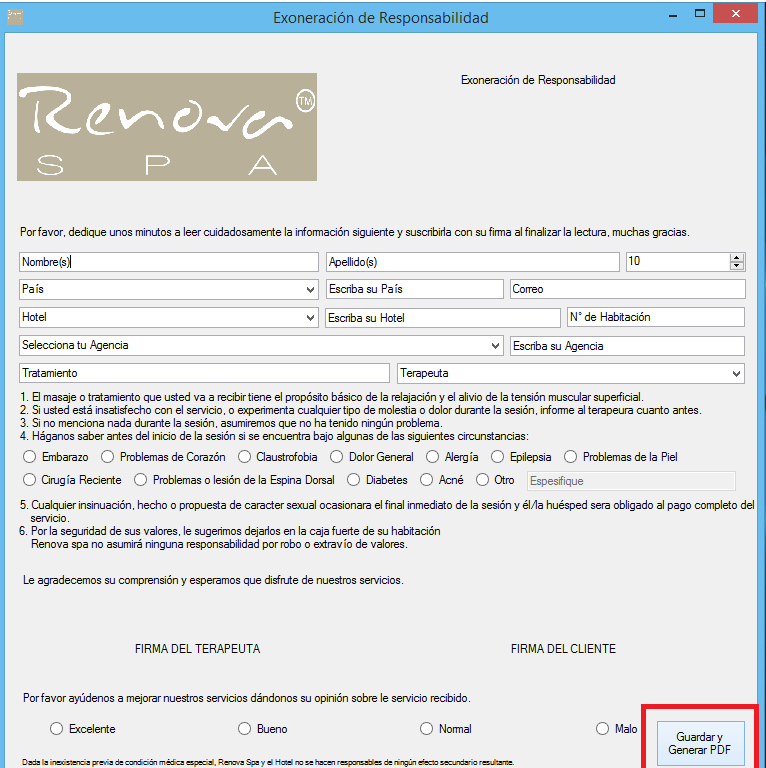 Exoneración de Responsabilidad
Exoneración de Responsabilidad
Renova TM
SPA
Por favor, dedique unos minutos a leer cuidadosamente la información siguiente y suscribirla con su firma al finalizar la lectura, muchas gracias.
Nombre(s) Apellido(s) 10
País Escriba su País Correo
Hotel Escriba su Hotel N° de Habitación
Selecciona tu Agencia Escriba su Agencia
Tratamiento Terapeuta
1. El masaje o tratamiento que usted va a recibir tiene el propósito básico de la relajación y el alivio de la tensión muscular superficial.
2. Si usted está insatisfecho con el servicio, o experimenta cualquier tipo de molestia o dolor durante la sesión, informe al terapeura cuanto antes.
3. Si no menciona nada durante la sesión, asumiremos que no ha tenido ningún problema.
4. Háganos saber antes del inicio de la sesión si se encuentra bajo algunas de las siguientes circunstancias:
Embarazo Problemas de Corazón Claustrofobia Dolor General Alergía Epilepsia Problemas de la Piel
Cirugía Reciente Problemas o lesión de la Espina Dorsal Diabetes Acné Otro Espesifique
5. Cualquier insinuación, hecho o propuesta de caracter sexual ocasionara el final inmediato de la sesión y él/la huésped sera obligado al pago completo del
servicio.
6. Por la seguridad de sus valores, le sugerimos dejarlos en la caja fuerte de su habitación
Renova spa no asumirá ninguna responsabilidad por robo o extravío de valores.
Le agradecemos su comprensión y esperamos que disfrute de nuestros servicios.
FIRMA DEL TERAPEUTA FIRMA DEL CLIENTE
Por favor ayúdenos a mejorar nuestros servicios dándonos su opinión sobre le servicio recibido.
Excelente Bueno Normal Malo
Guardar y
Generar PDF
Dada la inexistencia previa de condición médica especial, Renova Spa y el Hotel no se hacen responsables de ningún efecto secundario resultante.